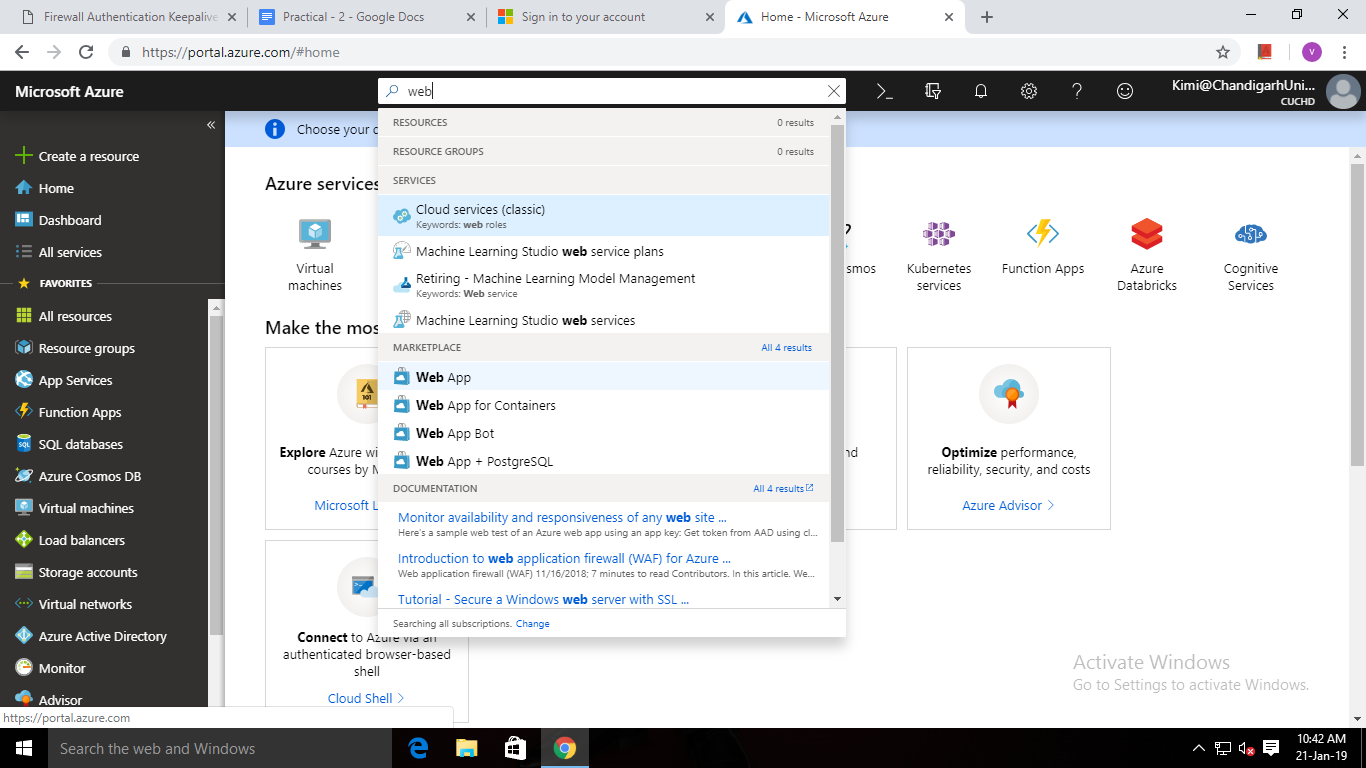 Firewall Authentication Keepalive
Practical - 2 - Google Docs
Sign in to your account
Home - Microsoft Azure
https://portal.azure.com/#home
V
Microsoft Azure
web
Kimi@ChandigarhUni...
CUCHD
Create a resource
Home
Dashboard
All services
FAVORITES
All resources
Resource groups
App Services
Function Apps
SQL databases
Azure Cosmos DB
Virtual machines
Load balancers
Storage accounts
Virtual networks
Azure Active Directory
Monitor
Advisor
https://portal.azure.com
Choose your
RESOURCES 0 results
RESOURCE GROUPS 0 results
SERVICES
Cloud services (classic)
Keywords: web roles
Machine Learning Studio web service plans
Retiring - Machine Learning Model Management
Keywords: Web service
Machine Learning Studio web services
MARKETPLACE All 4 results
Web App
Web App for Containers
Web App Bot
Web App + PostgreSQL
DOCUMENTATION All 4 results
Monitor availability and responsiveness of any web site ...
Here's a sample web test of an Azure web app using an app key: Get token from AAD using cl...
Introduction to web application firewall (WAF) for Azure ...
Web application firewall (WAF) 11/16/2018; 7 minutes to read Contributors. In this article. We...
Tutorial - Secure a Windows web server with SSL ...
Searching all subscriptions. Change
Azure services
Virtual
machines
osmos
Kubernetes
services
Function Apps
Azure
Databricks
Cognitive
Services
Make the mos
101
Explore Azure wi
courses by M
Microsoft L
nd
Optimize performance,
reliability, security, and costs
Azure Advisor
Connect to Azure via an
authenticated browser-based
shell
Cloud Shell
Activate Windows
Go to Settings to activate Windows.
Search the web and Windows
10:42 AM
21-Jan-19